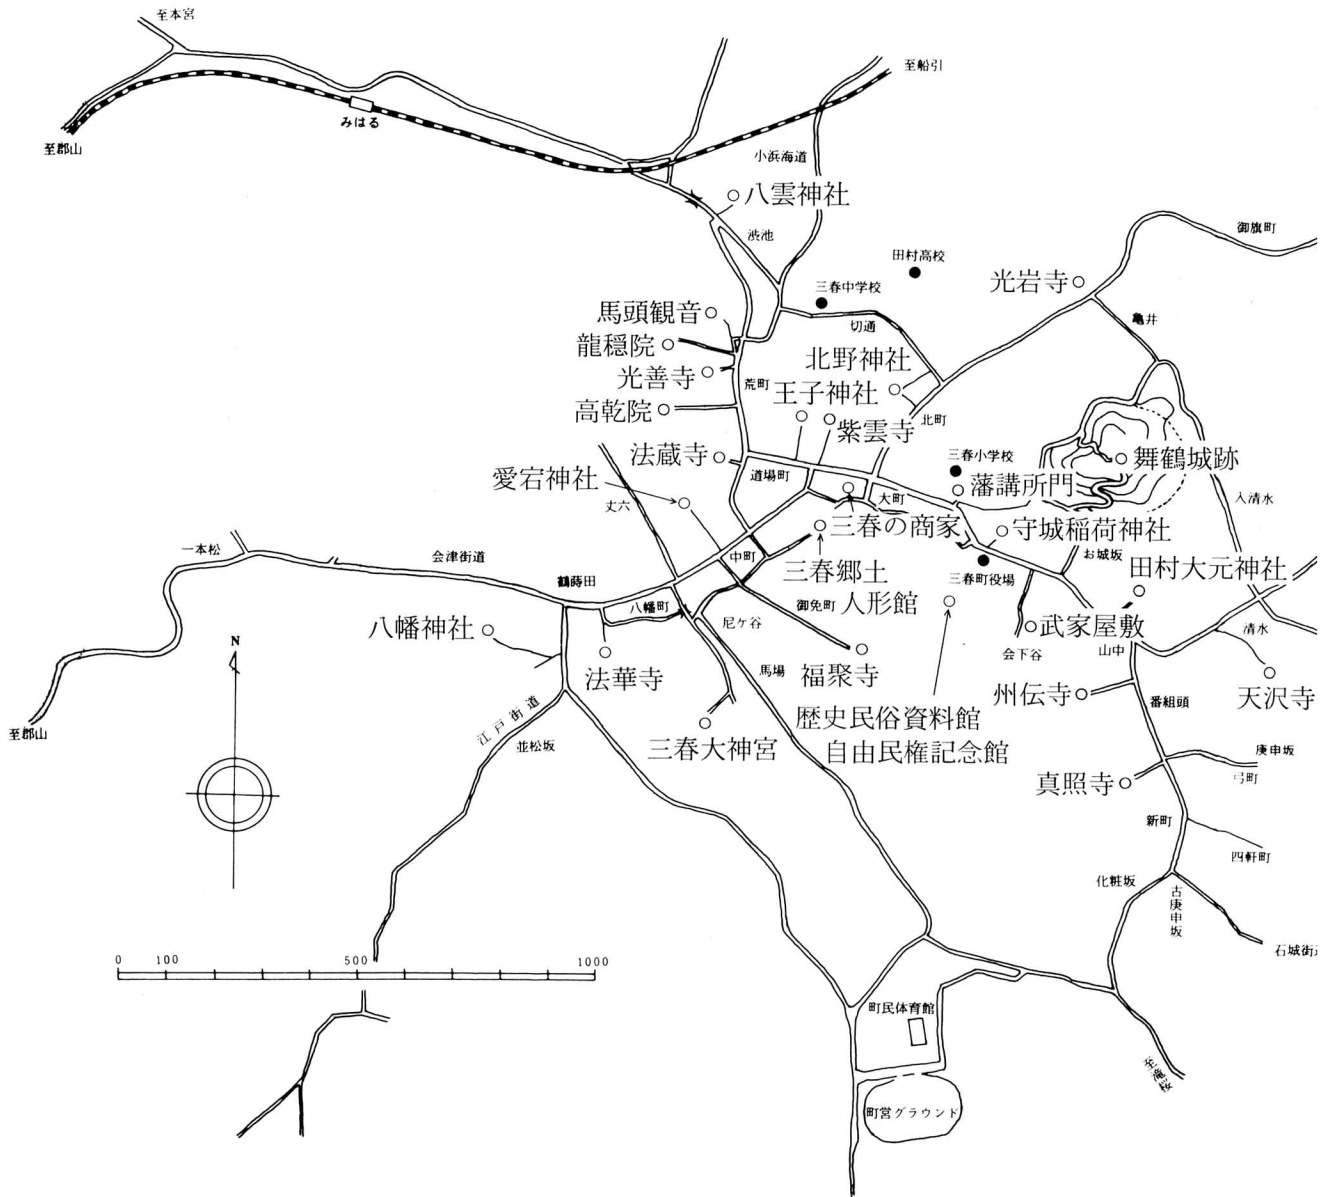 至本宮
至船引
みはる
至郡山
小浜海道
八雲神社
渋池
御旗町
田村高校
光岩寺
三春中学校
馬頭観音
切通
亀井
龍穏院
北野神社
光善寺
荒町
王子神社
高乾院
北町
紫雲寺
法蔵寺
三春小学校
舞鶴城跡
愛宕神社
道場町
大町
藩講所門
入清水
丈六
三春の商家
守城稲荷神社
一本松
会津街道
中町
お城坂
鶴蒔田
三春郷土
人形館
三春町役場
田村大元神社
八幡町
御免町
八幡神社
尼ケ谷
武家屋敷
清水
会下谷
山中
法華寺
馬場
福聚寺
州伝寺
天沢寺
番組頭
江戸街道
歴史民俗資料館
自由民権記念館
至郡山
並松坂
三春大神宮
庚申坂
弓町
真照寺
N
新町
四軒町
化粧坂
古庚申坂
石城街
0 100 500 1000
町民体育館
至滝桜
町営グラウンド